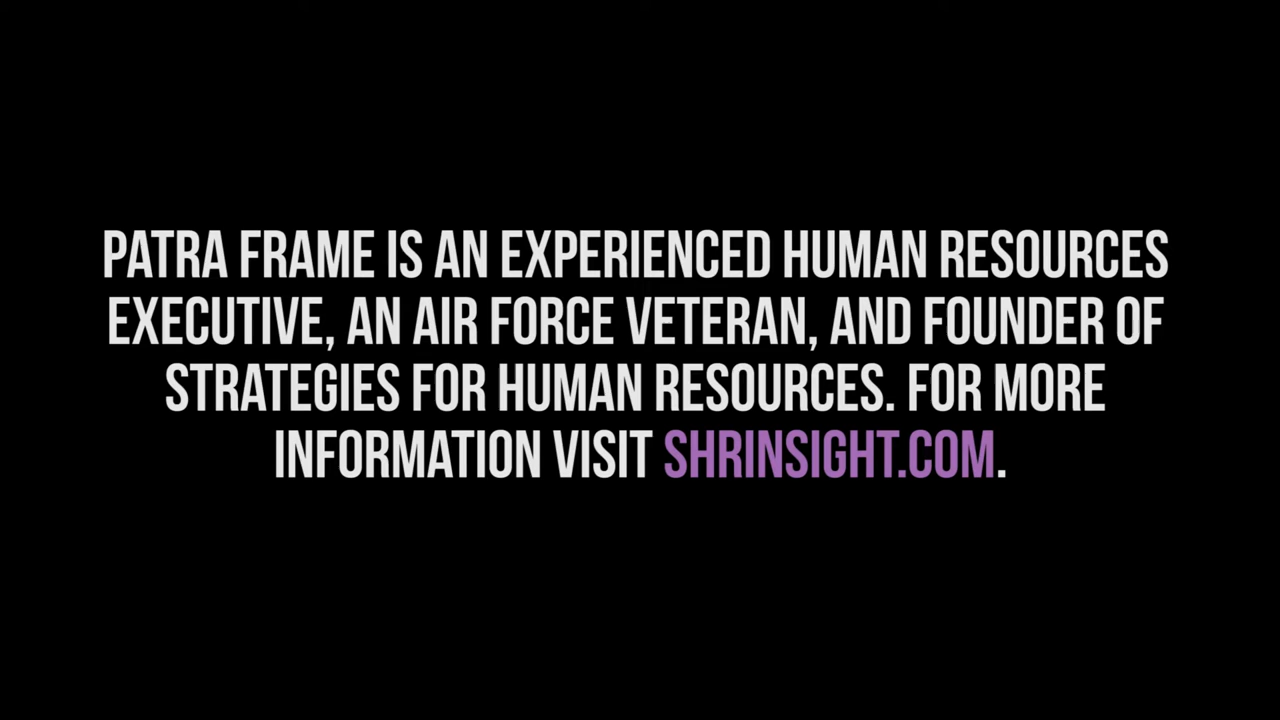 PATRA FRAME IS AN EXPERIENCED HUMAN RESOURCES
EXECUTIVE, AN AIR FORCE VETERAN, AND FOUNDER OF
STRATEGIES FOR HUMAN RESOURCES. FOR MORE
INFORMATION VISIT SHRINSIGHT.COM.